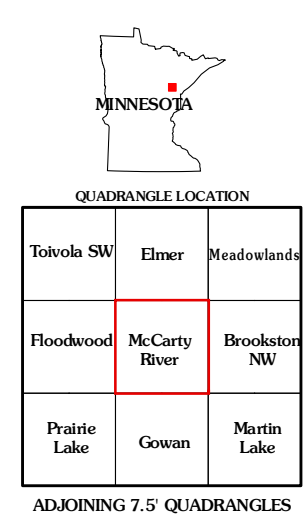 MINNESOTA
QUADRANGLE LOCATION
Toivola SW Elmer Meadowlands
Floodwood McCarty River Brookston NW
Prairie Lake Gowan Martin Lake
ADJOINING 7.5' QUADRANGLES